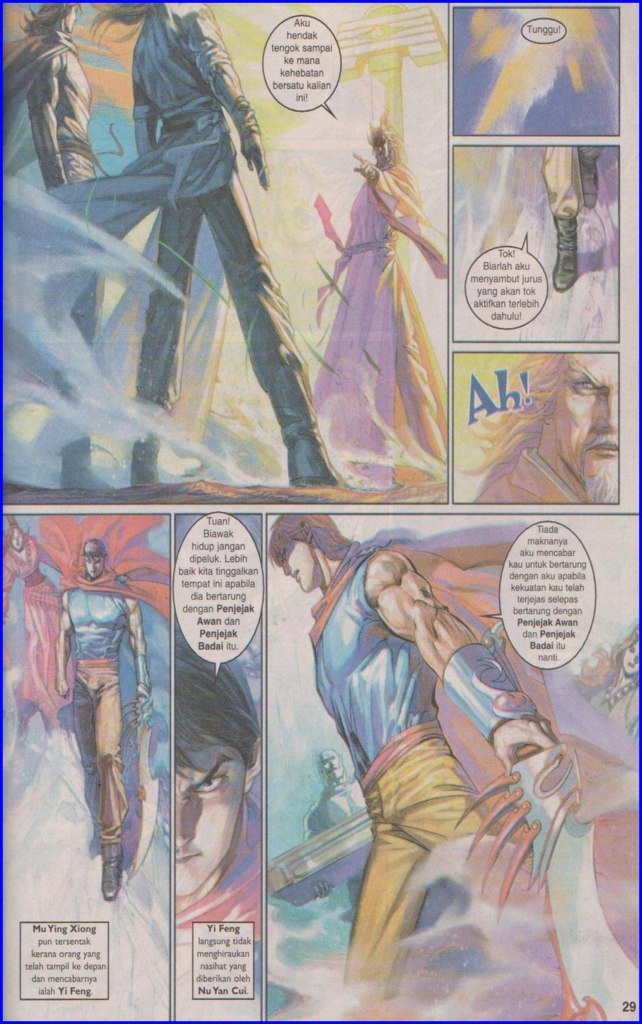 Aku
hendak
tengok sampai
ke mana
kehebatan
bersatu kalian
ini!
Tunggu!
Tok!
Biarlah aku
menyambut jurus
yang akan tok
aktifkan terlebih
dahulu!
Ah!
Mu Ying Xiong
pun tersentak
kerana orang yang
telah tampil ke depan
dan mencabarnya
ialah Yi Feng.
Tuan!
Biawak
hidup jangan
dipeluk. Lebih
baik kita tinggalkan
tempat ini apabila
dia bertarung
dengan Penjejak
Awan dan
Penjejak
Badai itu.
Yi Feng
langsung tidak
menghiraukan
nasihat yang
diberikan oleh
Nu Yan Cui.
Tiada
maknanya
aku mencabar
kau untuk bertarung
dengan aku apabila
kekuatan kau telah
terjejas selepas
bertarung dengan
Penjejak Awan
dan Penjejak
Badai itu
nanti.
29